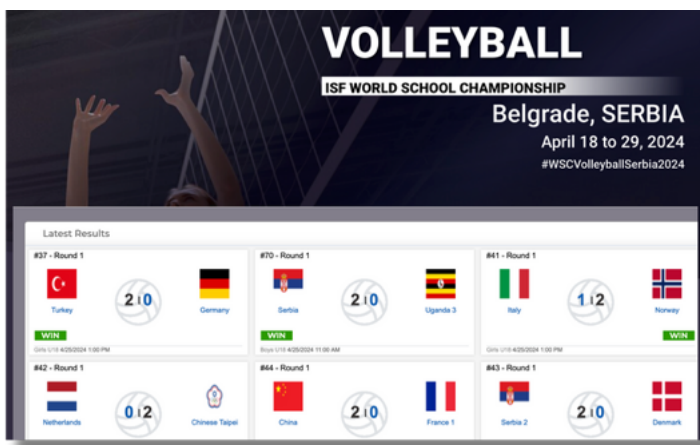 VOLLEYBALL
ISF WORLD SCHOOL CHAMPIONSHIP
Belgrade, SERBIA
April 18 to 29, 2024
#WSCVolleyballSerbia2024
Latest Results
#37 - Round 1
2 0
Turkey
Germany
WIN
Girls U18 4/25/2024 1:00 PM
#70 - Round 1
2 0
Serbia
Uganda 3
WIN
Boys U18 4/25/2024 11:00 AM
#41 - Round 1
1 2
Italy
Norway
WIN
Girls U18 4/25/2024 1:00 PM
#42 - Round 1
0 2
Netherlands
Chinese Taipei
#44 - Round 1
2 0
China
France 1
#43 - Round 1
2 0
Serbia 2
Denmark